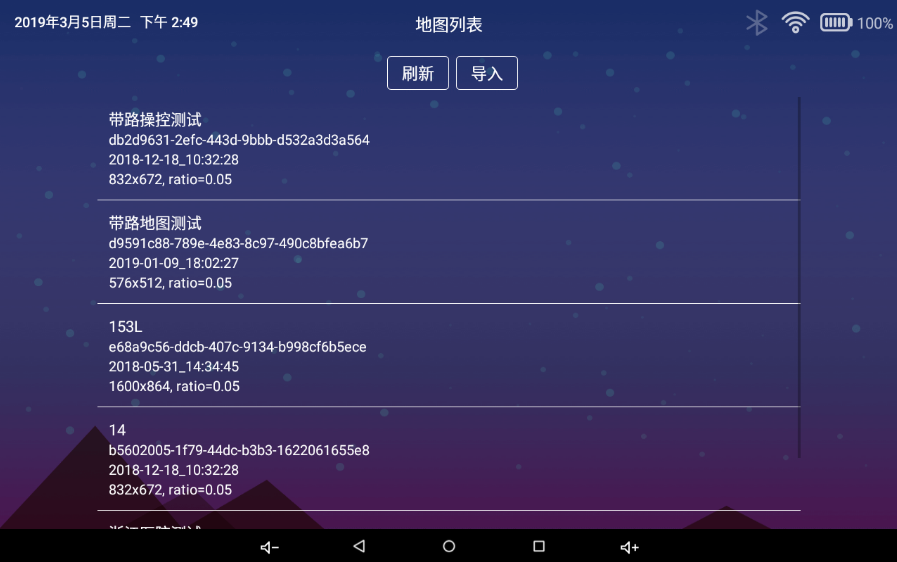 2019年3月5日周二 下午 2:49
地图列表
100%
刷新 导入
带路操控测试
db2d9631-2efc-443d-9bbb-d532a3d3a564
2018-12-18_10:32:28
832x672, ratio=0.05
带路地图测试
d9591c88-789e-4e83-8c97-490c8bfea6b7
2019-01-09_18:02:27
576x512, ratio=0.05
153L
e68a9c56-ddcb-407c-9134-b998cf6b5ece
2018-05-31_14:34:45
1600x864, ratio=0.05
14
b5602005-1f79-44dc-b3b3-1622061655e8
2018-12-18_10:32:28
832x672, ratio=0.05